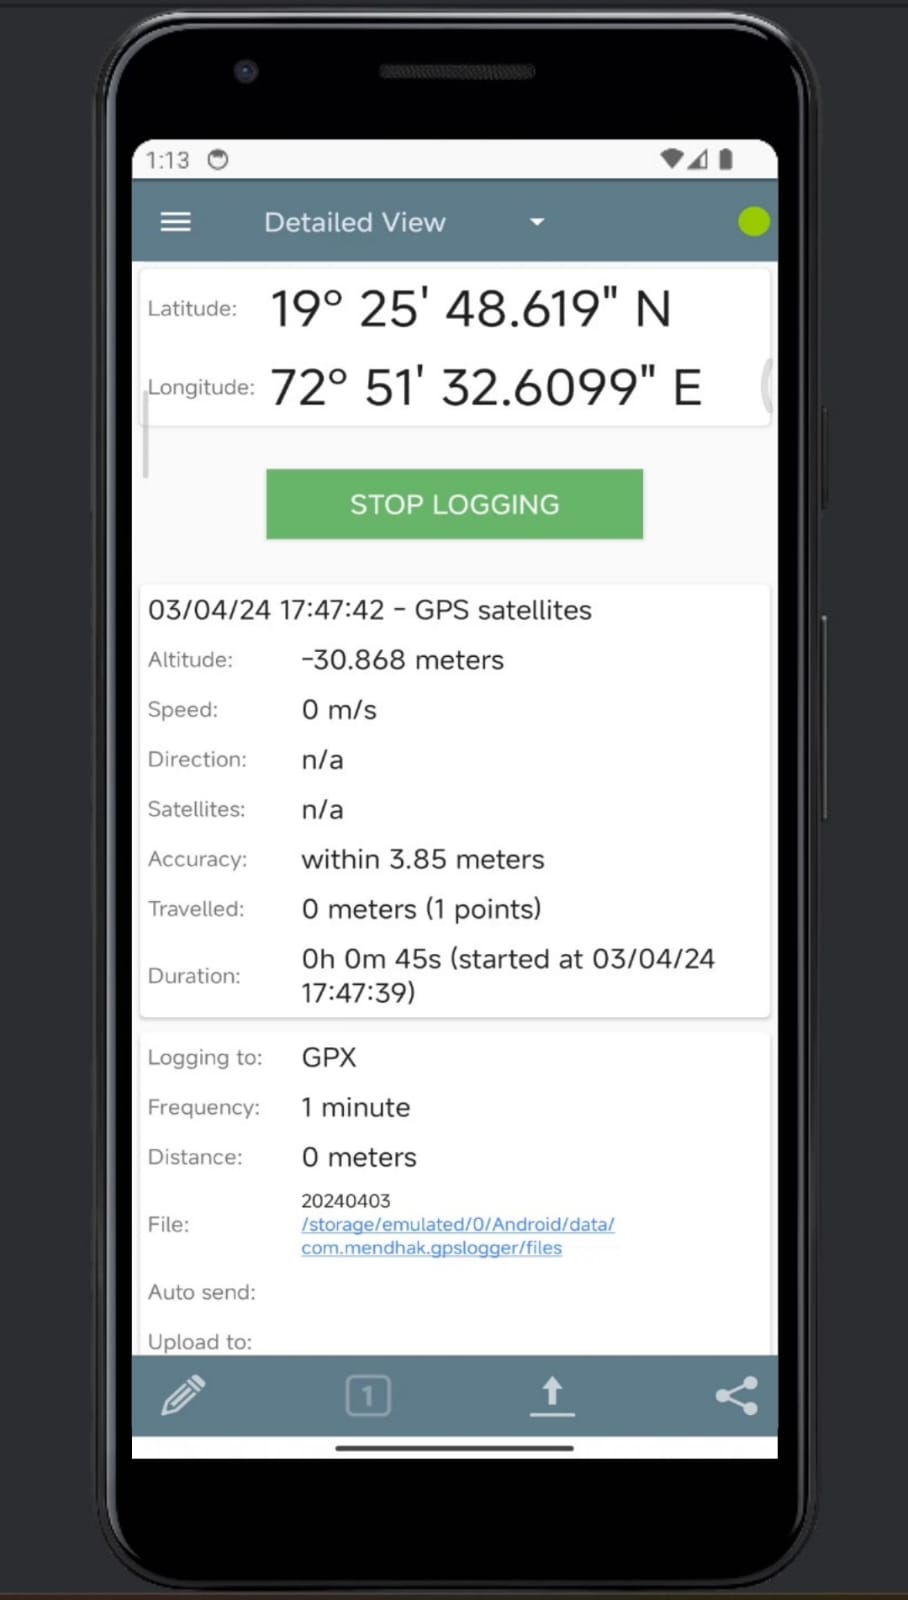 1:13
Detailed View
Latitude: 19° 25' 48.619" N
Longitude: 72° 51' 32.6099" E
STOP LOGGING
03/04/24 17:47:42 - GPS satellites
Altitude: -30.868 meters
Speed: 0 m/s
Direction: n/a
Satellites: n/a
Accuracy: within 3.85 meters
Travelled: 0 meters (1 points)
Duration: 0h 0m 45s (started at 03/04/24
17:47:39)
Logging to: GPX
Frequency: 1 minute
Distance: 0 meters
20240403
File: /storage/emulated/0/Android/data/
com.mendhak.gpslogger/files
Auto send:
Upload to:
1